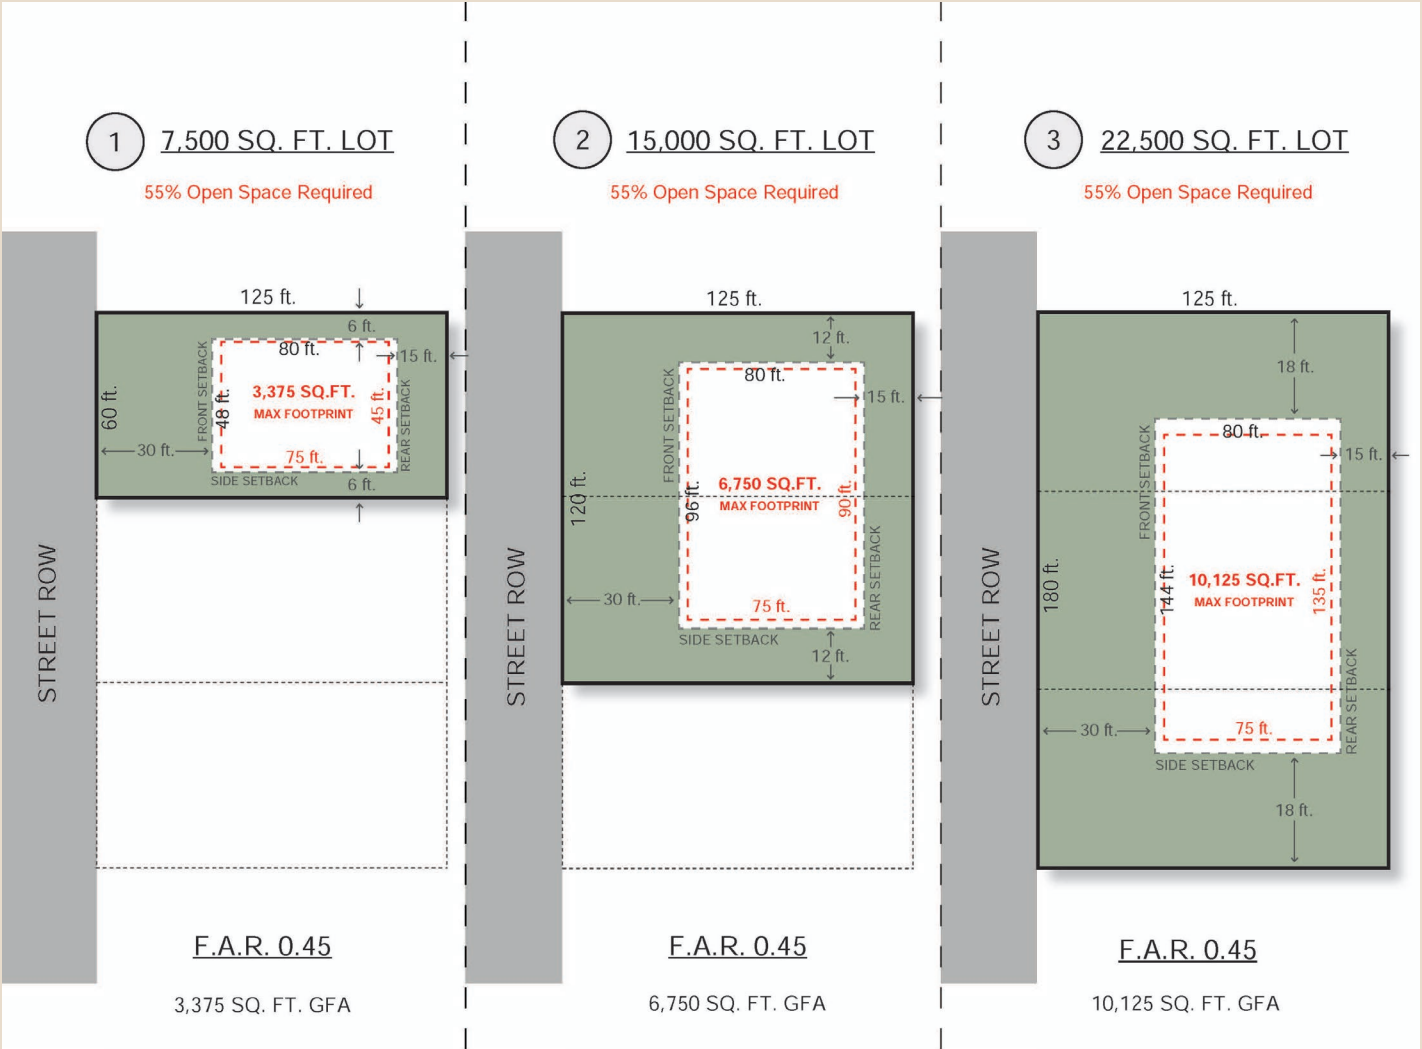 1
7,500 SQ. FT. LOT
55% Open Space Required
125 ft.
6 ft.
80 ft.
15 ft.
60 ft.
FRONT SETBACK
48 ft.
3,375 SQ.FT.
MAX FOOTPRINT
45 ft.
REAR SETBACK
30 ft.
75 ft.
SIDE SETBACK
6 ft.
STREET ROW
F.A.R. 0.45
3,375 SQ. FT. GFA
2
15,000 SQ. FT. LOT
55% Open Space Required
125 ft.
12 ft.
80 ft.
15 ft.
FRONT SETBACK
120 ft.
96 ft.
6,750 SQ.FT.
MAX FOOTPRINT
90 ft.
REAR SETBACK
30 ft.
75 ft.
SIDE SETBACK
12 ft.
STREET ROW
F.A.R. 0.45
6,750 SQ. FT. GFA
3
22,500 SQ. FT. LOT
55% Open Space Required
125 ft.
18 ft.
80 ft.
15 ft.
FRONT SETBACK
180 ft.
144 ft.
10,125 SQ.FT.
MAX FOOTPRINT
135 ft.
REAR SETBACK
30 ft.
75 ft.
SIDE SETBACK
18 ft.
STREET ROW
F.A.R. 0.45
10,125 SQ. FT. GFA